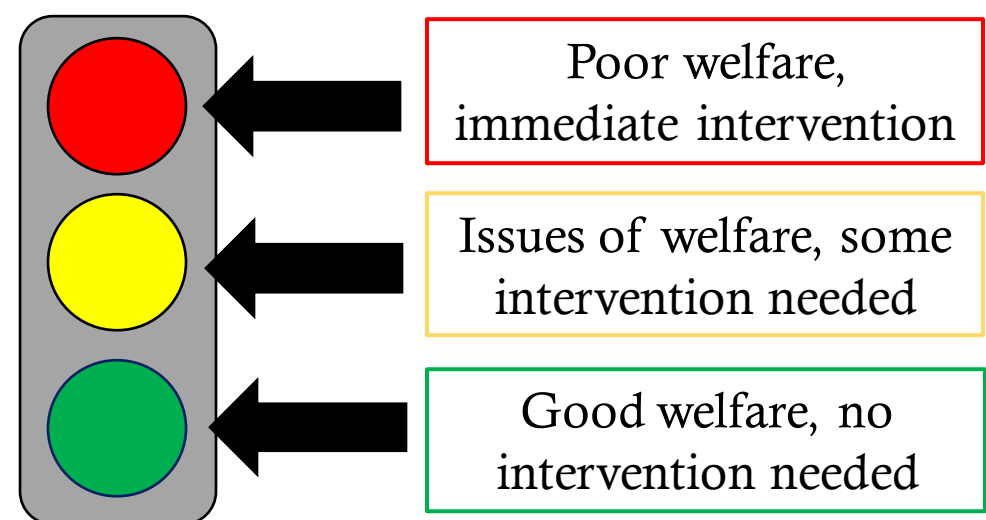 Poor welfare,
immediate intervention
Issues of welfare, some
intervention needed
Good welfare, no
intervention needed